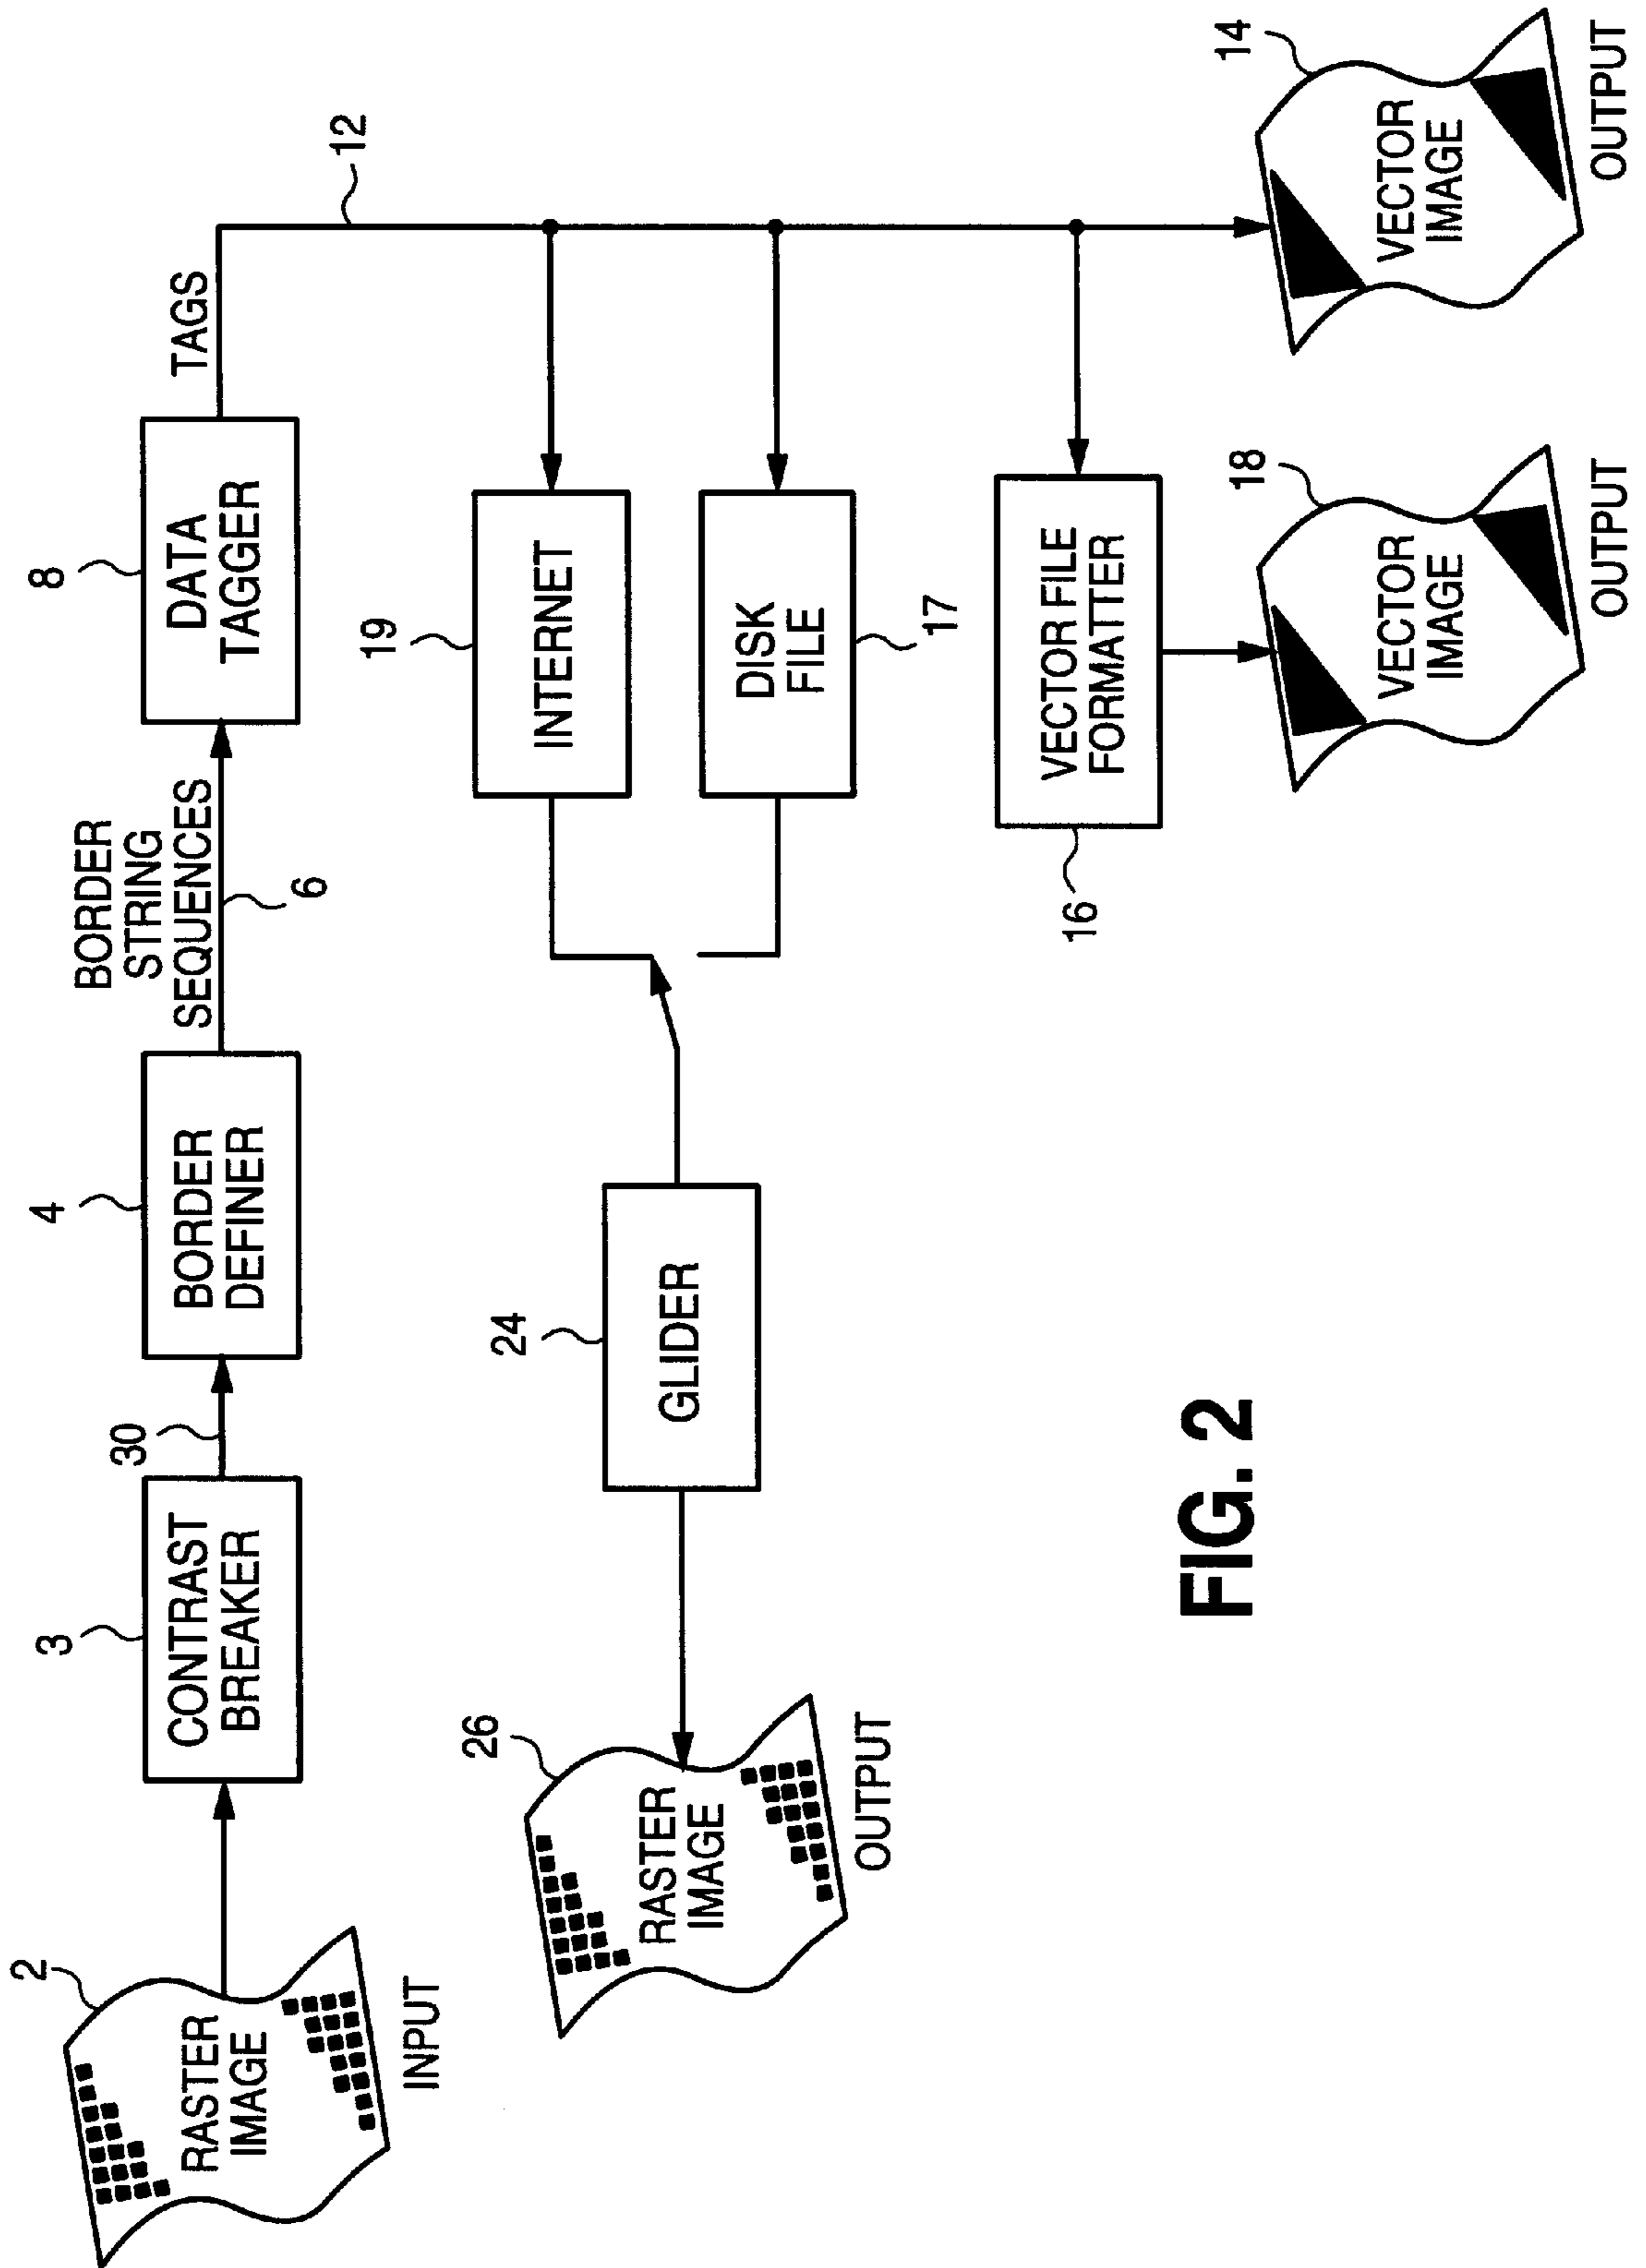 2
RASTER
IMAGE
INPUT
3
CONTRAST
BREAKER
30
4
BORDER
DEFINER
BORDER
STRING
SEQUENCES
6
8
DATA
TAGGER
TAGS
12
26
RASTER
IMAGE
OUTPUT
24
GLIDER
19
INTERNET
DISK
FILE
17
VECTOR FILE
FORMATTER
16
18
VECTOR
IMAGE
OUTPUT
14
VECTOR
IMAGE
OUTPUT
FIG. 2